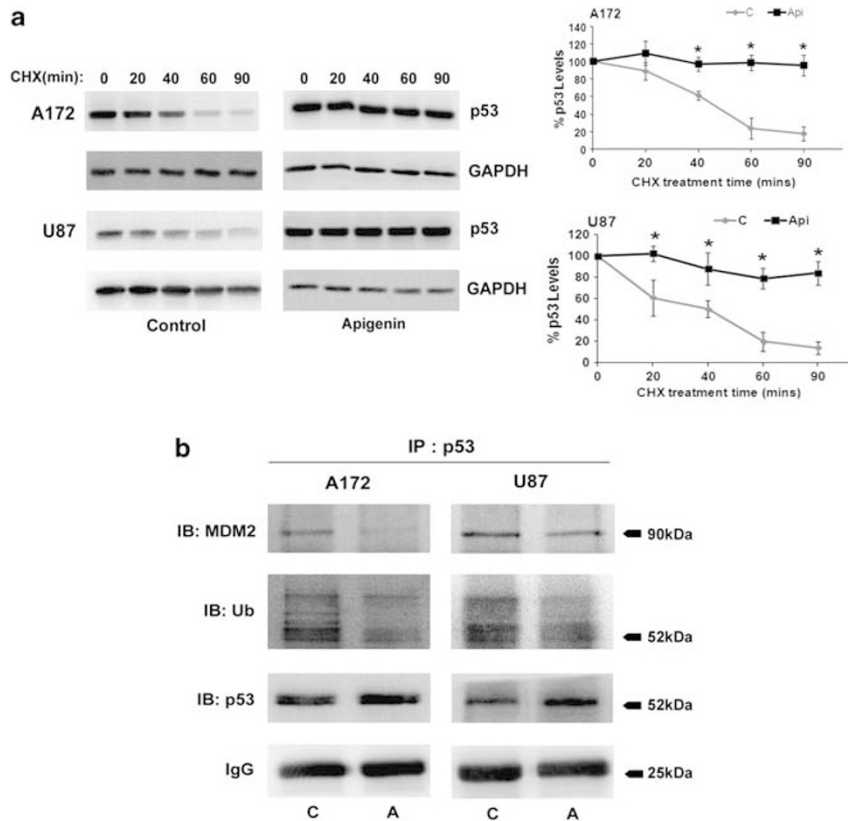 a
CHX(min): 0 20 40 60 90 0 20 40 60 90
A172 p53
GAPDH
U87 p53
GAPDH
Control Apigenin
A172 C Api
% p53 Levels
140
120
100
80
60
40
20
0
* * *
0 20 40 60 90
CHX treatment time (mins)
U87 C Api
% p53 Levels
120
100
80
60
40
20
0
* * * *
0 20 40 60 90
CHX treatment time (mins)
b
IP : p53
A172 U87
IB: MDM2 90kDa
IB: Ub 52kDa
IB: p53 52kDa
IgG 25kDa
C A C A